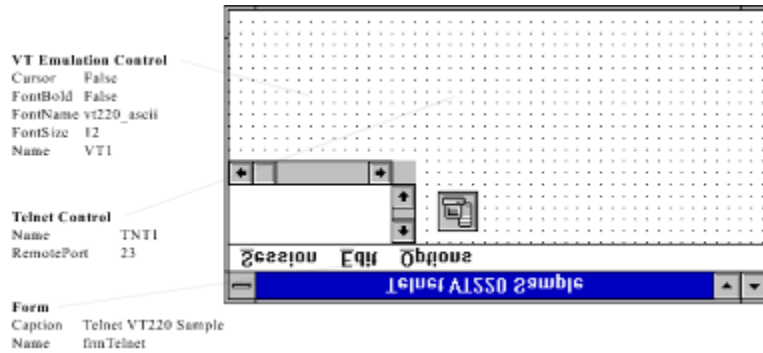 VT Emulation Control
Cursor False
FontBold False
FontName vt220_ascii
FontSize 12
Name VT1
Telnet Control
Name TNT1
RemotePort 23
Form
Caption Telnet VT220 Sample
Name frmTelnet
Session Edit Options
Telnet VT220 Sample